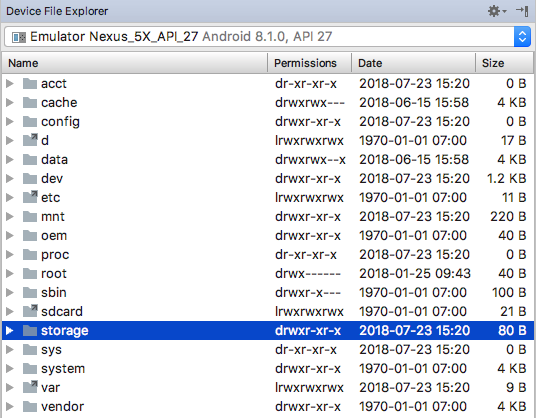 Device File Explorer
Emulator Nexus_5X_API_27 Android 8.1.0, API 27
Name Permissions Date Size
acct dr-xr-xr-x 2018-07-23 15:20 0 B
cache drwxrwx--- 2018-06-15 15:58 4 KB
config drwxr-xr-x 2018-07-23 15:20 0 B
d lrwxrwxrwx 1970-01-01 07:00 17 B
data drwxrwx--x 2018-06-15 15:58 4 KB
dev drwxr-xr-x 2018-07-23 15:20 1.2 KB
etc lrwxrwxrwx 1970-01-01 07:00 11 B
mnt drwxr-xr-x 2018-07-23 15:20 220 B
oem drwxr-xr-x 1970-01-01 07:00 40 B
proc dr-xr-xr-x 2018-07-23 15:20 0 B
root drwx------ 2018-01-25 09:43 40 B
sbin drwxr-x--- 1970-01-01 07:00 100 B
sdcard lrwxrwxrwx 1970-01-01 07:00 21 B
storage drwxr-xr-x 2018-07-23 15:20 80 B
sys dr-xr-xr-x 2018-07-23 15:20 0 B
system drwxr-xr-x 1970-01-01 07:00 4 KB
var lrwxrwxrwx 1970-01-01 07:00 9 B
vendor drwxr-xr-x 1970-01-01 07:00 4 KB